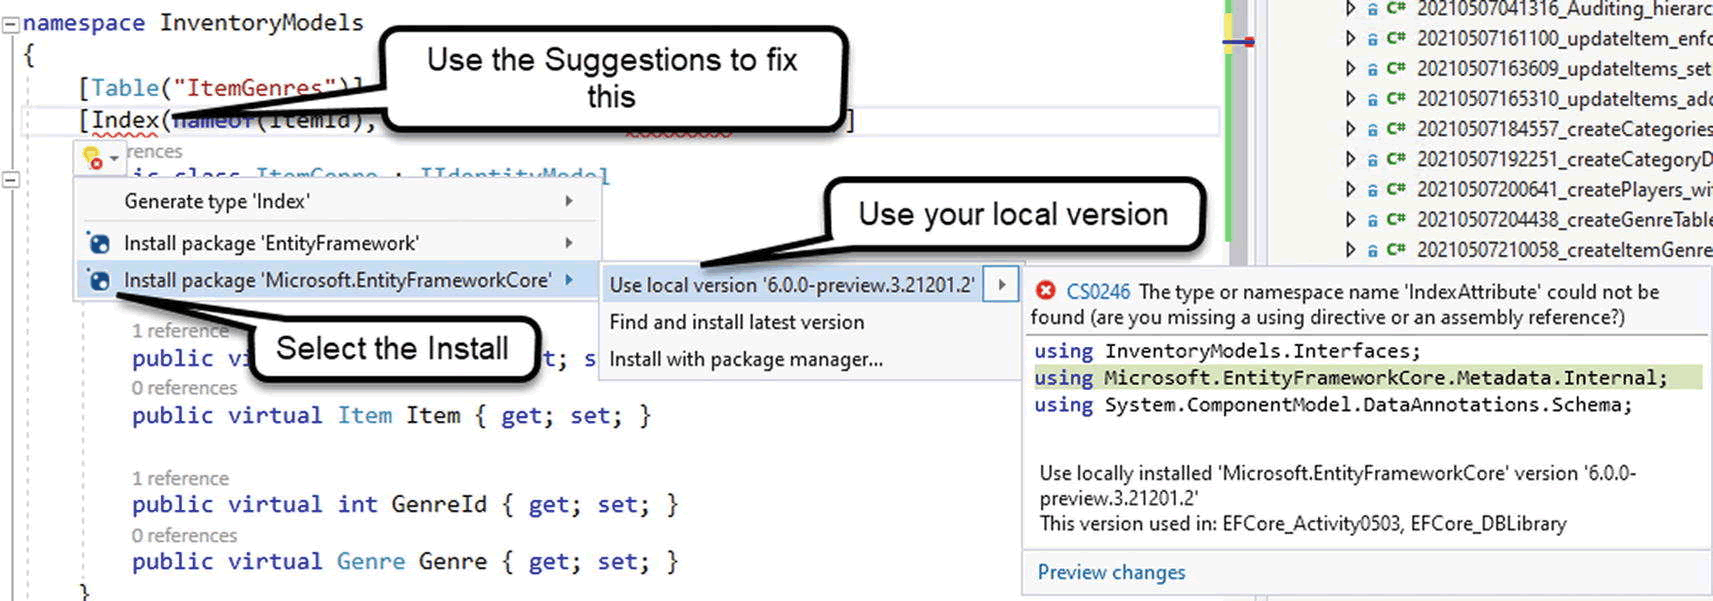 namespace InventoryModels
{
[Table("ItemGenres")]
[Index(nameof(ItemId), ]
rences
ic class ItemGenre : IIdentityModel
Use the Suggestions to fix
this
Generate type 'Index'
Install package 'EntityFramework'
Install package 'Microsoft.EntityFrameworkCore'
Use your local version
Use local version '6.0.0-preview.3.21201.2'
Find and install latest version
Install with package manager...
Select the Install
1 reference
public vi t; s
0 references
public virtual Item Item { get; set; }
1 reference
public virtual int GenreId { get; set; }
0 references
public virtual Genre Genre { get; set; }
}
C# 20210507041316_Auditing_hierarc
C# 20210507161100_updateItem_enfo
C# 20210507163609_updateItems_set
C# 20210507165310_updateItems_add
C# 20210507184557_createCategories
C# 20210507192251_createCategoryD
C# 20210507200641_createPlayers_wi
C# 20210507204438_createGenreTable
C# 20210507210058_createItemGenre
CS0246 The type or namespace name 'IndexAttribute' could not be
found (are you missing a using directive or an assembly reference?)
using InventoryModels.Interfaces;
using Microsoft.EntityFrameworkCore.Metadata.Internal;
using System.ComponentModel.DataAnnotations.Schema;
Use locally installed 'Microsoft.EntityFrameworkCore' version '6.0.0-
preview.3.21201.2'
This version used in: EFCore_Activity0503, EFCore_DBLibrary
Preview changes